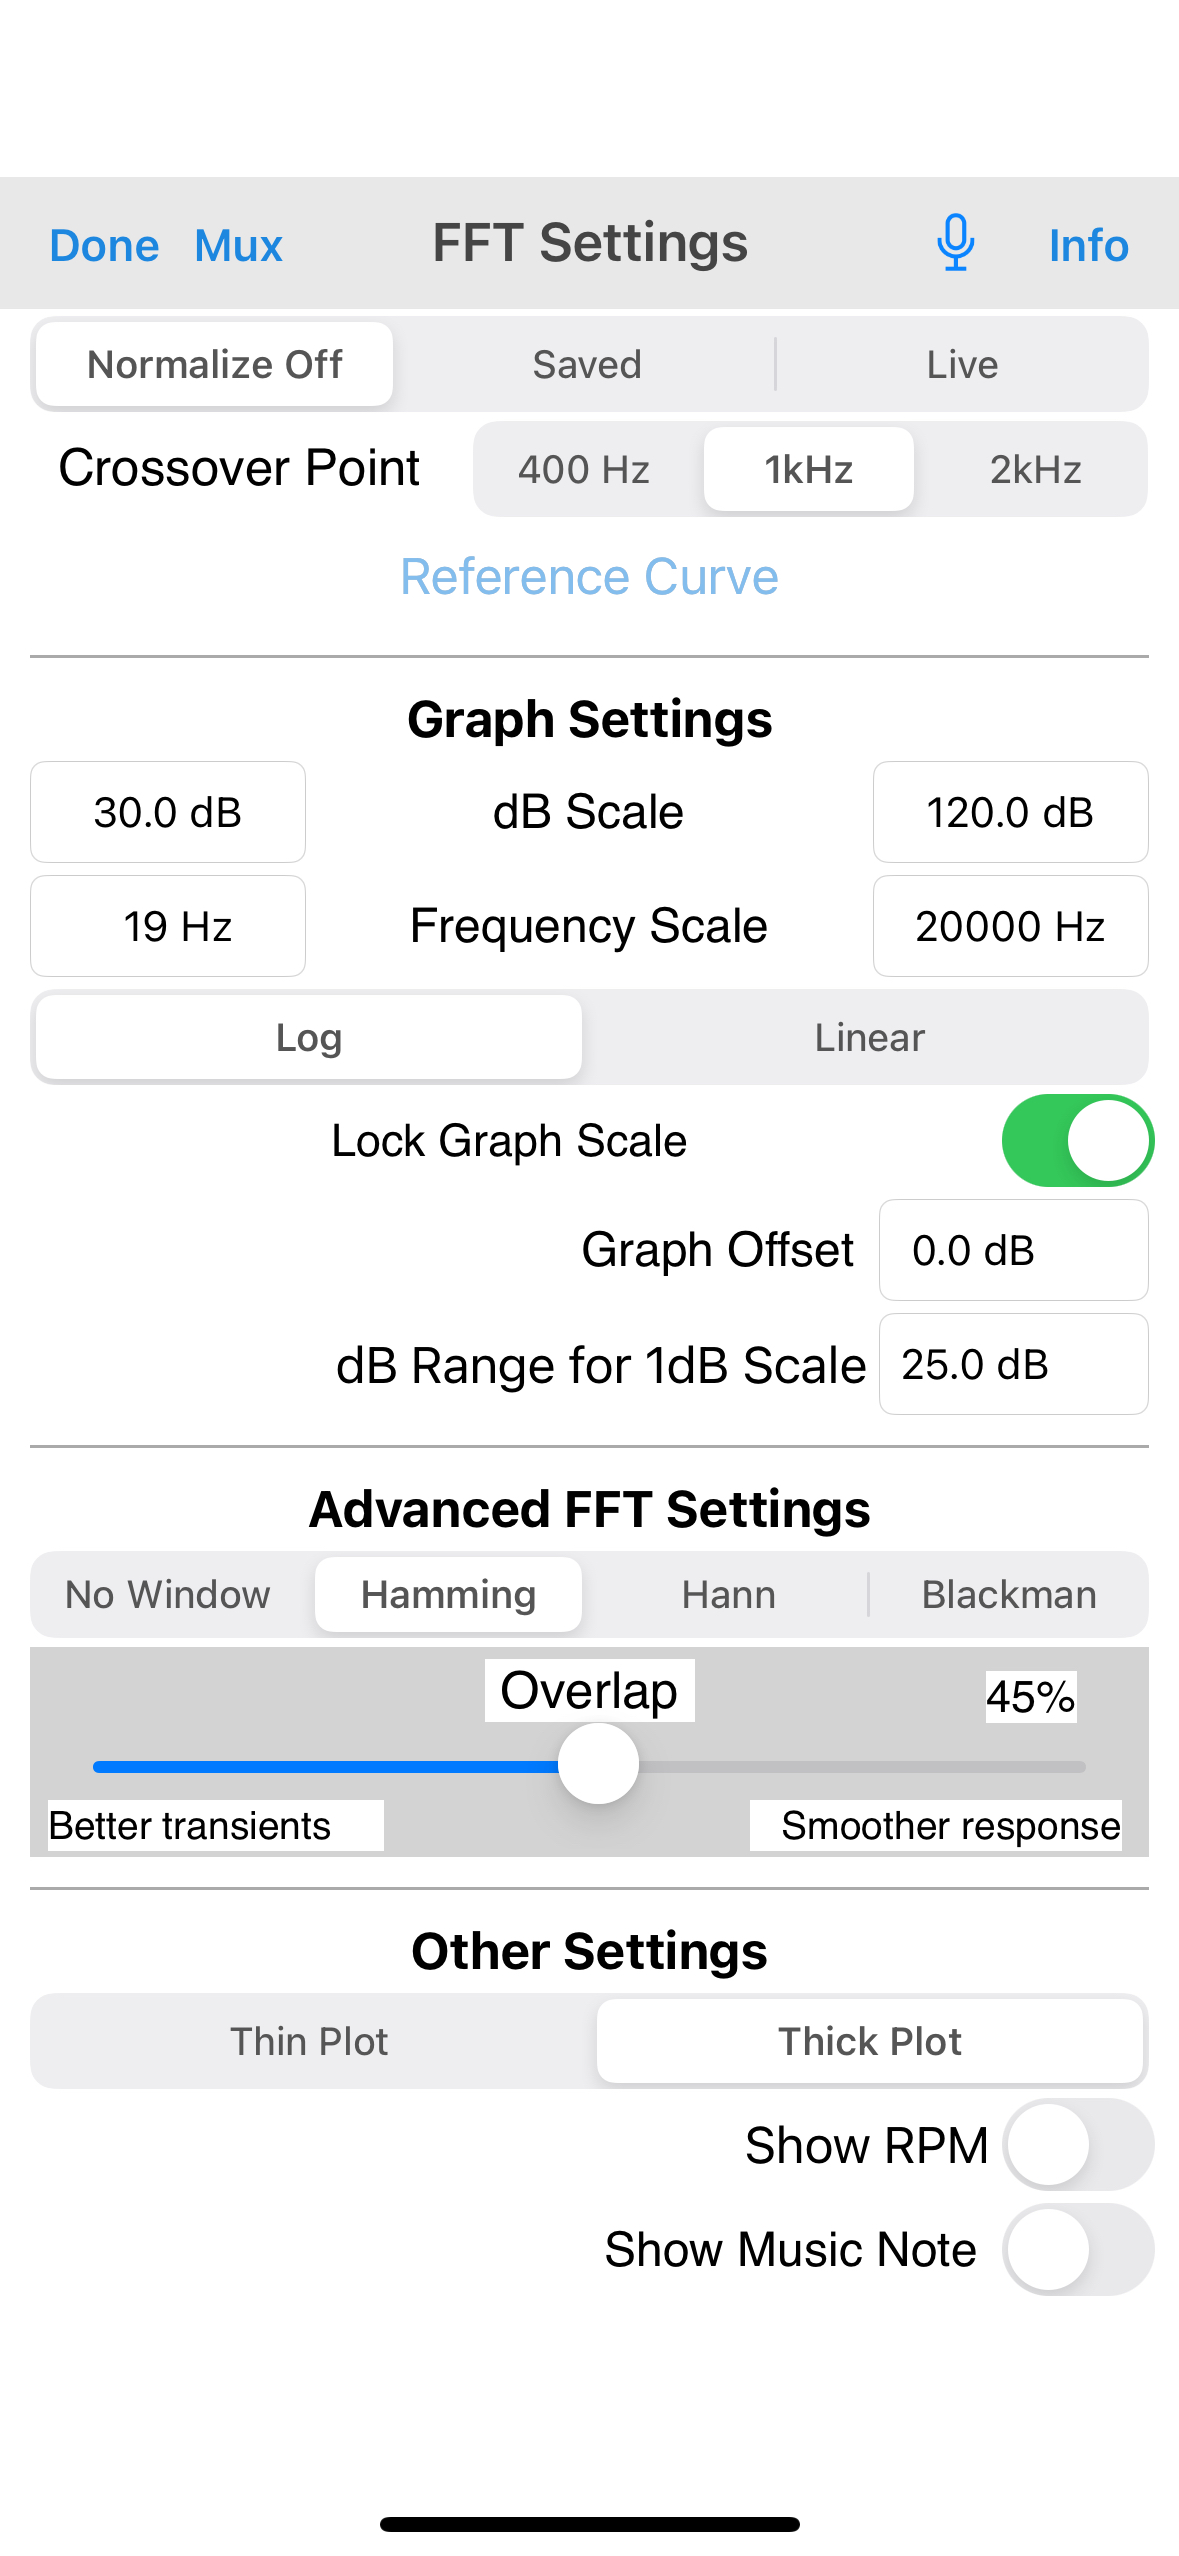 Done Mux FFT Settings Info
Normalize Off Saved Live
Crossover Point 400 Hz 1kHz 2kHz
Reference Curve
Graph Settings
30.0 dB dB Scale 120.0 dB
19 Hz Frequency Scale 20000 Hz
Log Linear
Lock Graph Scale
Graph Offset 0.0 dB
dB Range for 1dB Scale 25.0 dB
Advanced FFT Settings
No Window Hamming Hann Blackman
Overlap 45%
Better transients Smoother response
Other Settings
Thin Plot Thick Plot
Show RPM
Show Music Note